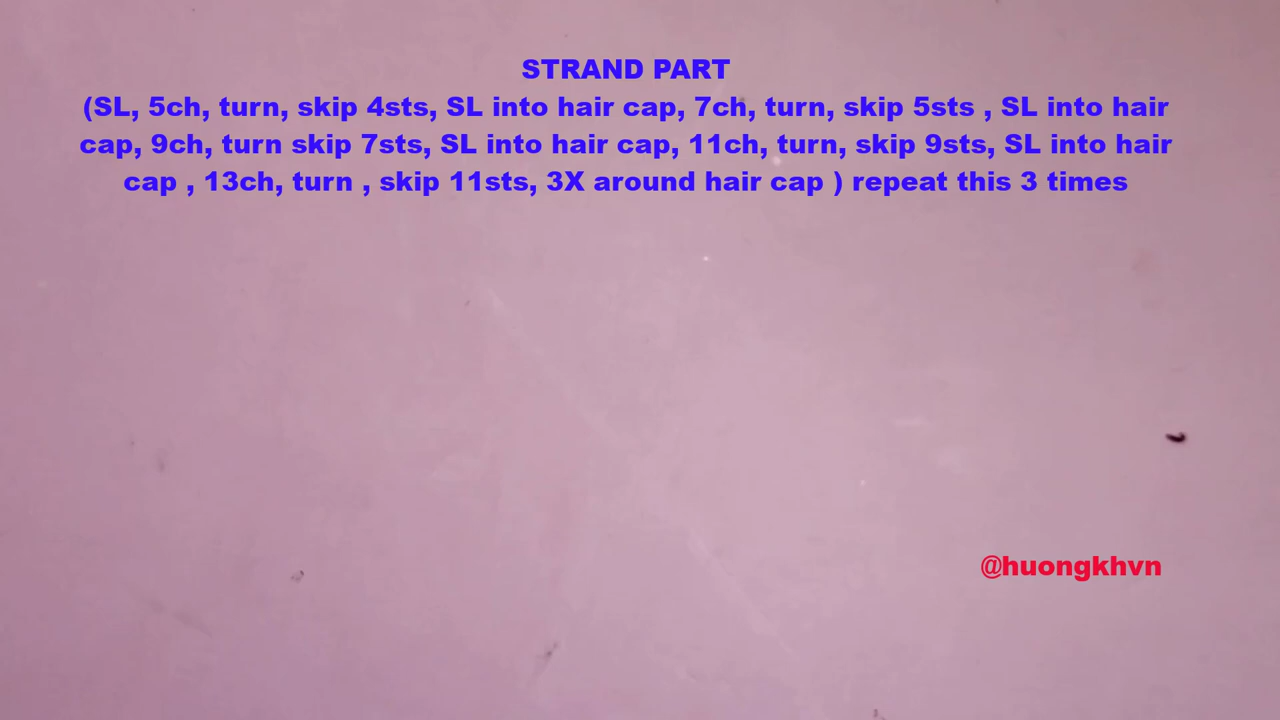 STRAND PART
(SL, 5ch, turn, skip 4sts, SL into hair cap, 7ch, turn, skip 5sts , SL into hair
cap, 9ch, turn skip 7sts, SL into hair cap, 11ch, turn, skip 9sts, SL into hair
cap , 13ch, turn , skip 11sts, 3X around hair cap ) repeat this 3 times
@huongkhvn